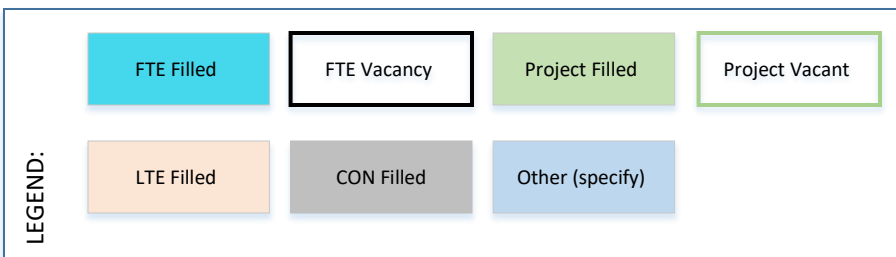 LEGEND:
FTE Filled
FTE Vacancy
Project Filled
Project Vacant
LTE Filled
CON Filled
Other (specify)